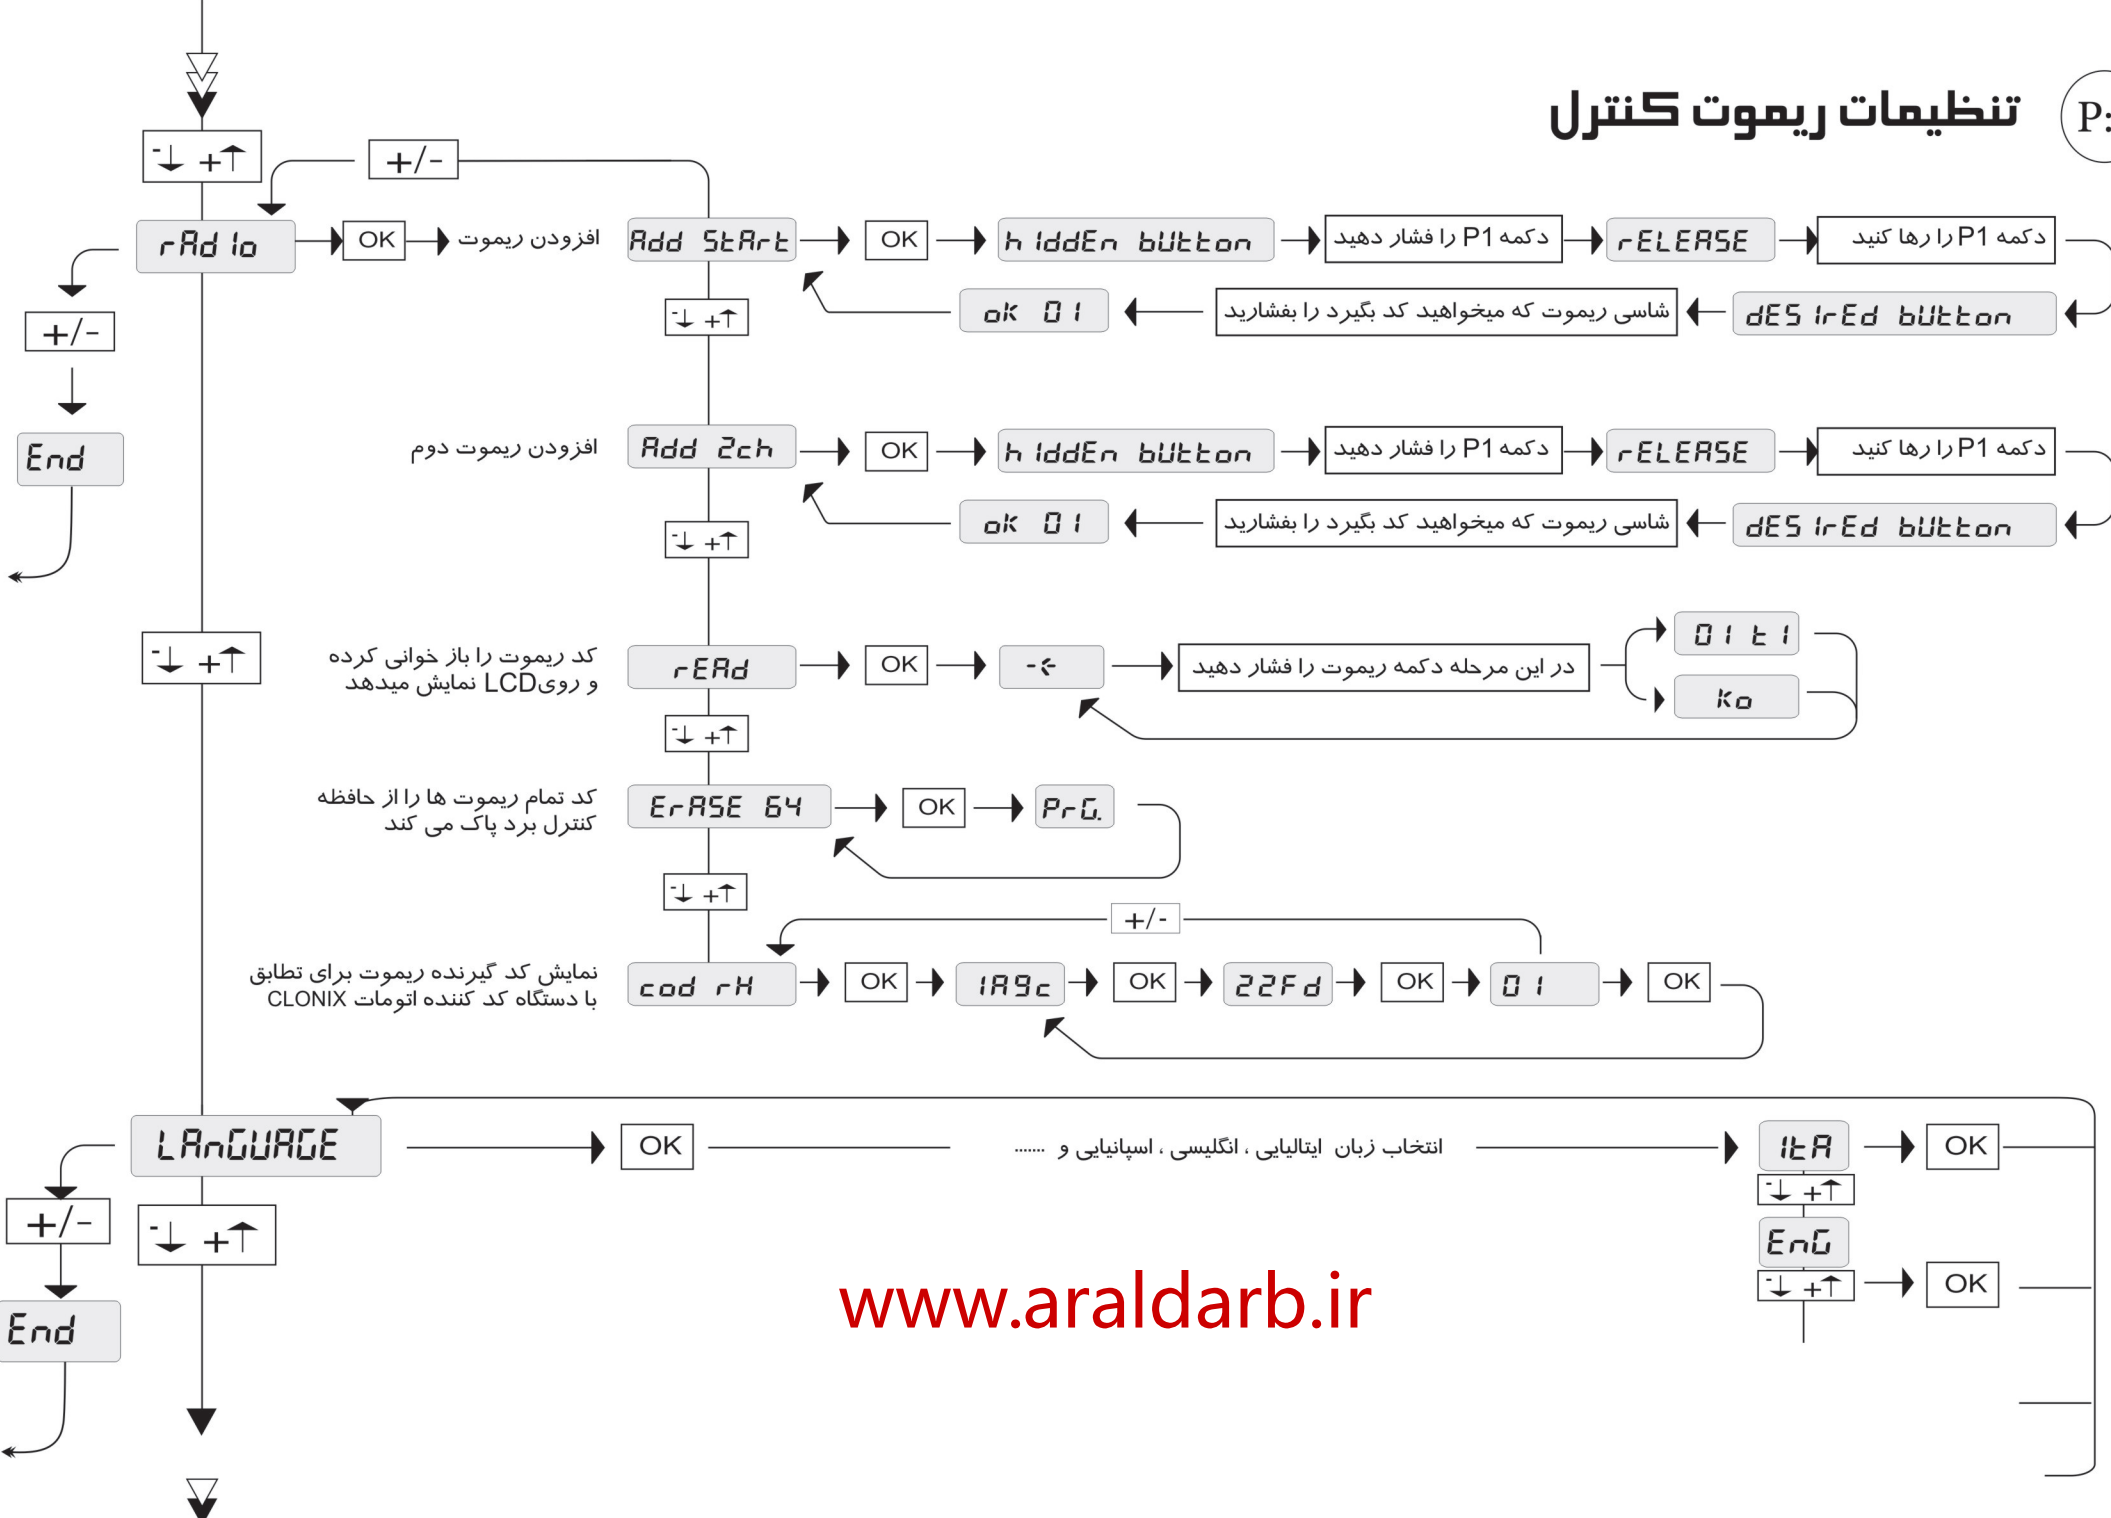 تنظیمات ریموت کنترل
P:
-↓ +↑
+/-
rAdIo
OK
افزودن ریموت
Add StArt
OK
hIddEn bUtton
دکمه P1 را فشار دهید
rELEASE
دکمه P1 را رها کنید
dESIrEd bUtton
شاسی ریموت که میخواهید کد بگیرد را بفشارید
oK 01
+/-
End
-↓ +↑
افزودن ریموت دوم
Add 2ch
OK
hIddEn bUtton
دکمه P1 را فشار دهید
rELEASE
دکمه P1 را رها کنید
dESIrEd bUtton
شاسی ریموت که میخواهید کد بگیرد را بفشارید
oK 01
-↓ +↑
-↓ +↑
کد ریموت را باز خوانی کرده
و رویLCD نمایش میدهد
rEAd
OK
در این مرحله دکمه ریموت را فشار دهید
01 t1
Ko
-↓ +↑
کد تمام ریموت ها را از حافظه
کنترل برد پاک می کند
ErASE 64
OK
PrG.
-↓ +↑
+/-
نمایش کد گیرنده ریموت برای تطابق
با دستگاه کد کننده اتومات CLONIX
cod rH
OK
1A9c
OK
22Fd
OK
01
OK
LAnGUAGE
OK
انتخاب زبان ایتالیایی ، انگلیسی ، اسپانیایی و .......
ItA
OK
-↓ +↑
EnG
-↓ +↑
OK
+/-
-↓ +↑
End
www.araldarb.ir